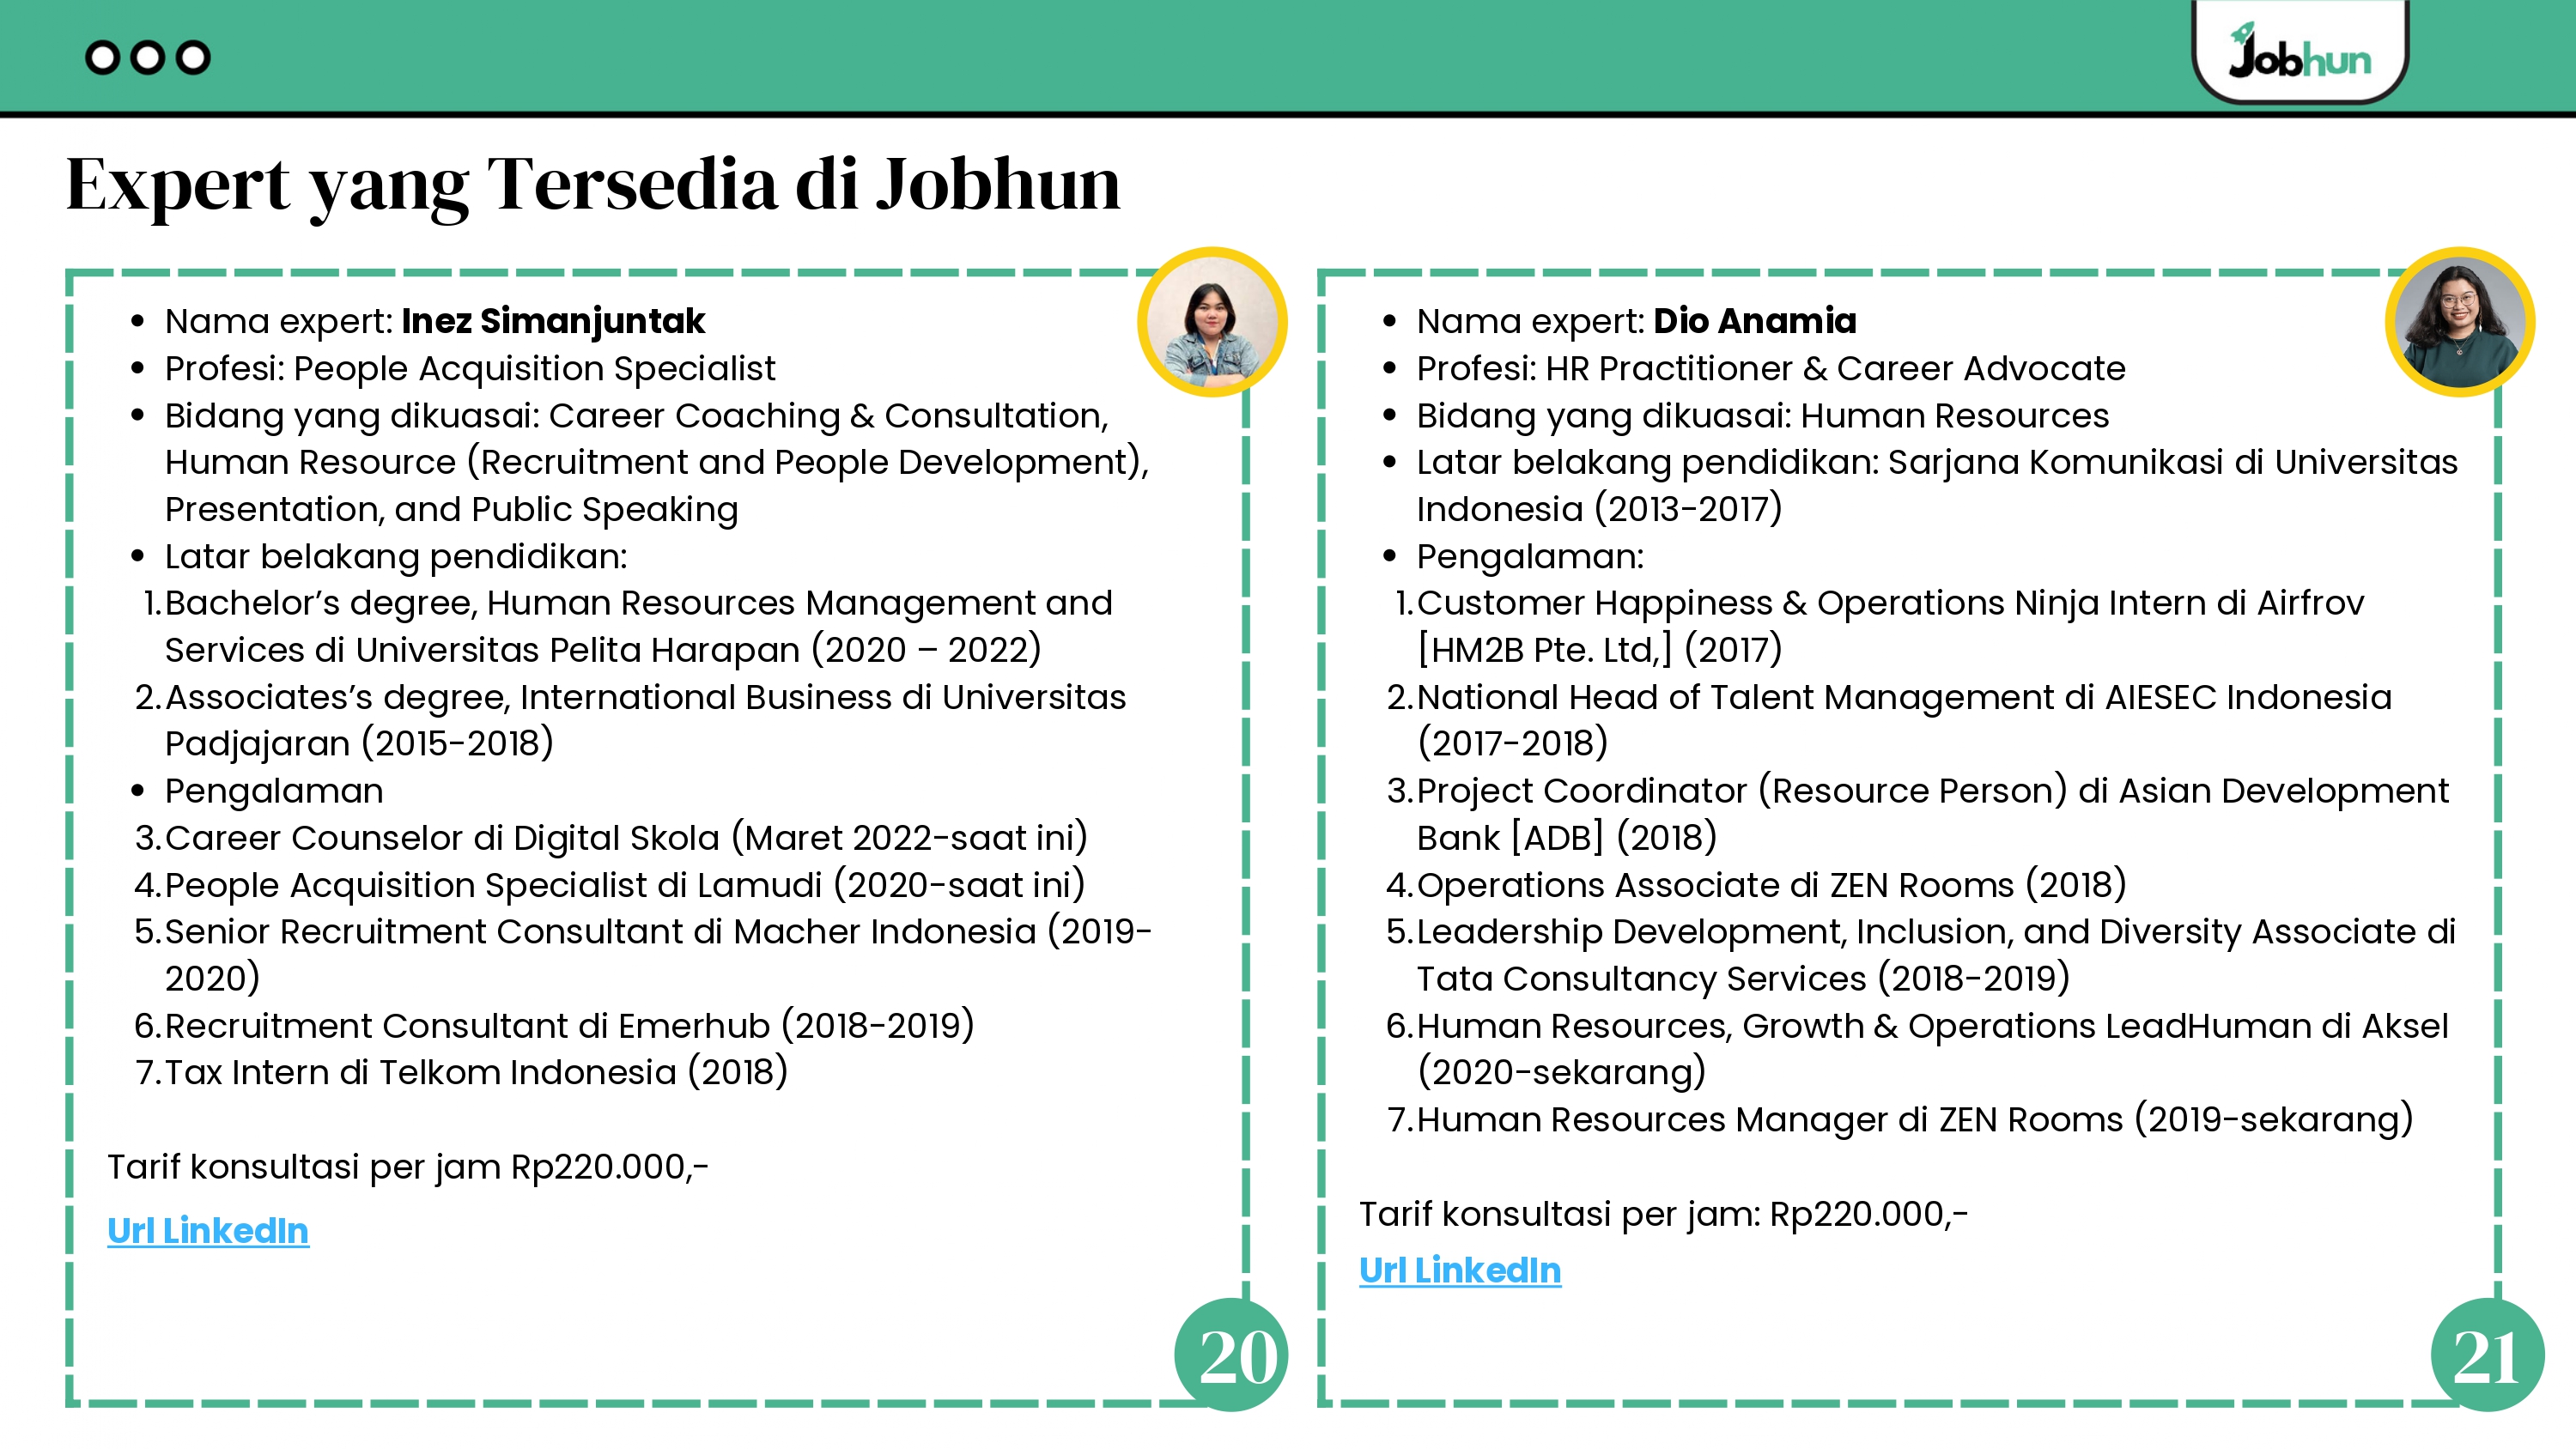 Jobhun
Expert yang Tersedia di Jobhun
• Nama expert: Inez Simanjuntak
• Profesi: People Acquisition Specialist
• Bidang yang dikuasai: Career Coaching & Consultation,
Human Resource (Recruitment and People Development),
Presentation, and Public Speaking
• Latar belakang pendidikan:
1.Bachelor’s degree, Human Resources Management and
Services di Universitas Pelita Harapan (2020 – 2022)
2.Associates’s degree, International Business di Universitas
Padjajaran (2015-2018)
• Pengalaman
3.Career Counselor di Digital Skola (Maret 2022-saat ini)
4.People Acquisition Specialist di Lamudi (2020-saat ini)
5.Senior Recruitment Consultant di Macher Indonesia (2019-
2020)
6.Recruitment Consultant di Emerhub (2018-2019)
7.Tax Intern di Telkom Indonesia (2018)
Tarif konsultasi per jam Rp220.000,-
Url LinkedIn
20
• Nama expert: Dio Anamia
• Profesi: HR Practitioner & Career Advocate
• Bidang yang dikuasai: Human Resources
• Latar belakang pendidikan: Sarjana Komunikasi di Universitas
Indonesia (2013-2017)
• Pengalaman:
1.Customer Happiness & Operations Ninja Intern di Airfrov
[HM2B Pte. Ltd,] (2017)
2.National Head of Talent Management di AIESEC Indonesia
(2017-2018)
3.Project Coordinator (Resource Person) di Asian Development
Bank [ADB] (2018)
4.Operations Associate di ZEN Rooms (2018)
5.Leadership Development, Inclusion, and Diversity Associate di
Tata Consultancy Services (2018-2019)
6.Human Resources, Growth & Operations LeadHuman di Aksel
(2020-sekarang)
7.Human Resources Manager di ZEN Rooms (2019-sekarang)
Tarif konsultasi per jam: Rp220.000,-
Url LinkedIn
21